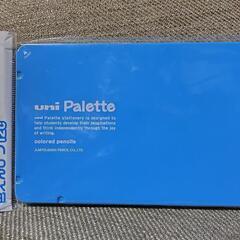 uni Palette
uni Palette stationery is designed to
help students develop their imaginations
and think independently through the joy
of writing.
colored pencils
MITSUBISHI PENCIL CO., LTD.